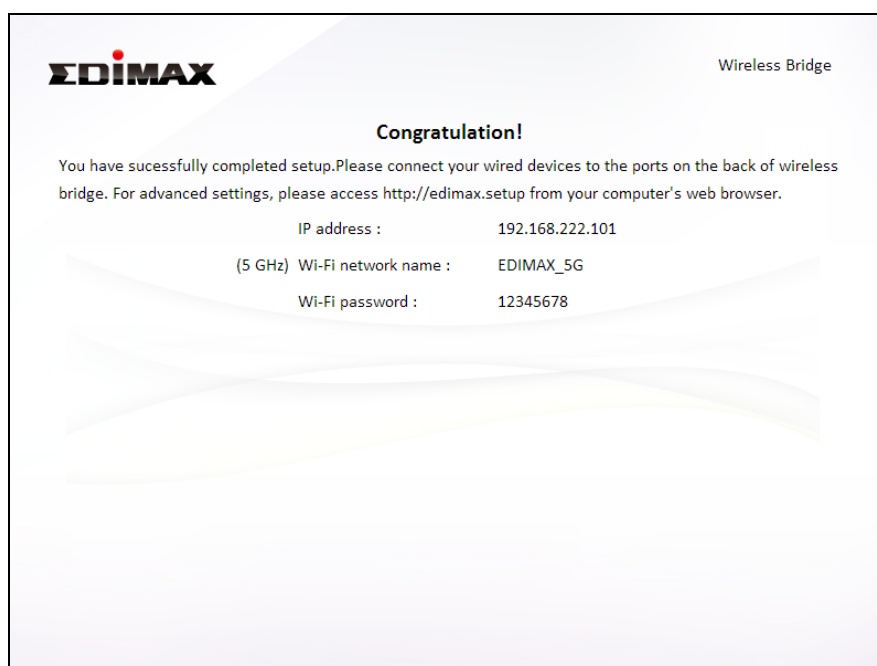 EDIMAX
Wireless Bridge
Congratulation!
You have sucessfully completed setup.Please connect your wired devices to the ports on the back of wireless
bridge. For advanced settings, please access http://edimax.setup from your computer's web browser.
IP address : 192.168.222.101
(5 GHz) Wi-Fi network name : EDIMAX_5G
Wi-Fi password : 12345678